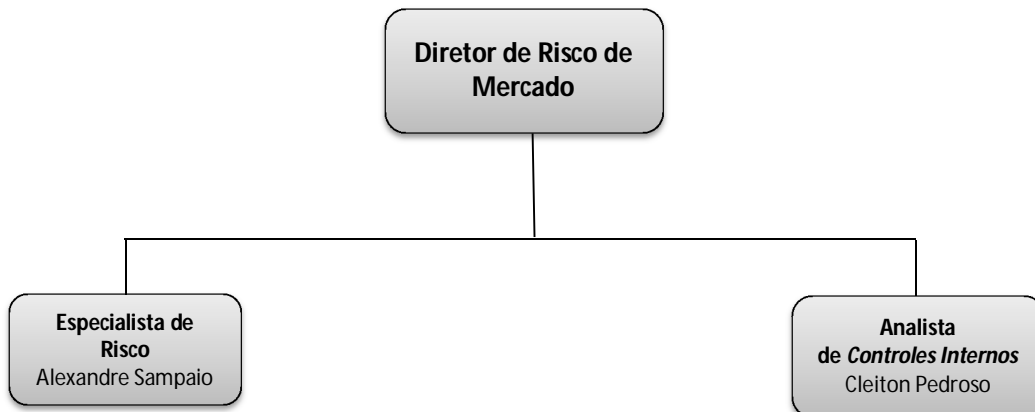 Diretor de Risco de
Mercado
Especialista de
Risco
Alexandre Sampaio
Analista
de Controles Internos
Cleiton Pedroso